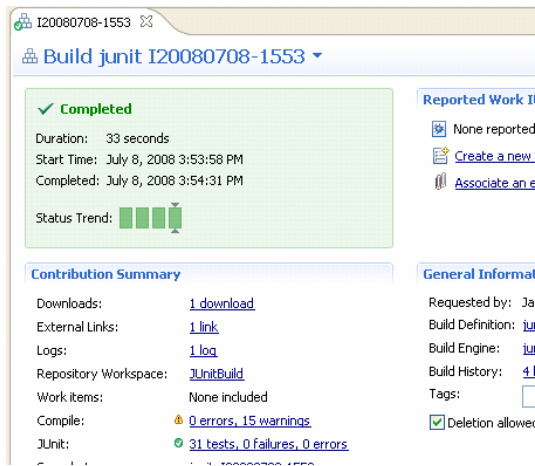 I20080708-1553
Build junit I20080708-1553
Completed
Duration: 33 seconds
Start Time: July 8, 2008 3:53:58 PM
Completed: July 8, 2008 3:54:31 PM
Status Trend:
Reported Work
None reported
Create a new
Associate an
Contribution Summary
Downloads: 1 download
External Links: 1 link
Logs: 1 log
Repository Workspace: JUnitBuild
Work items: None included
Compile: 0 errors, 15 warnings
JUnit: 31 tests, 0 failures, 0 errors
General
Requested by:
Build Definition:
Build Engine:
Build History: 4
Tags:
Deletion